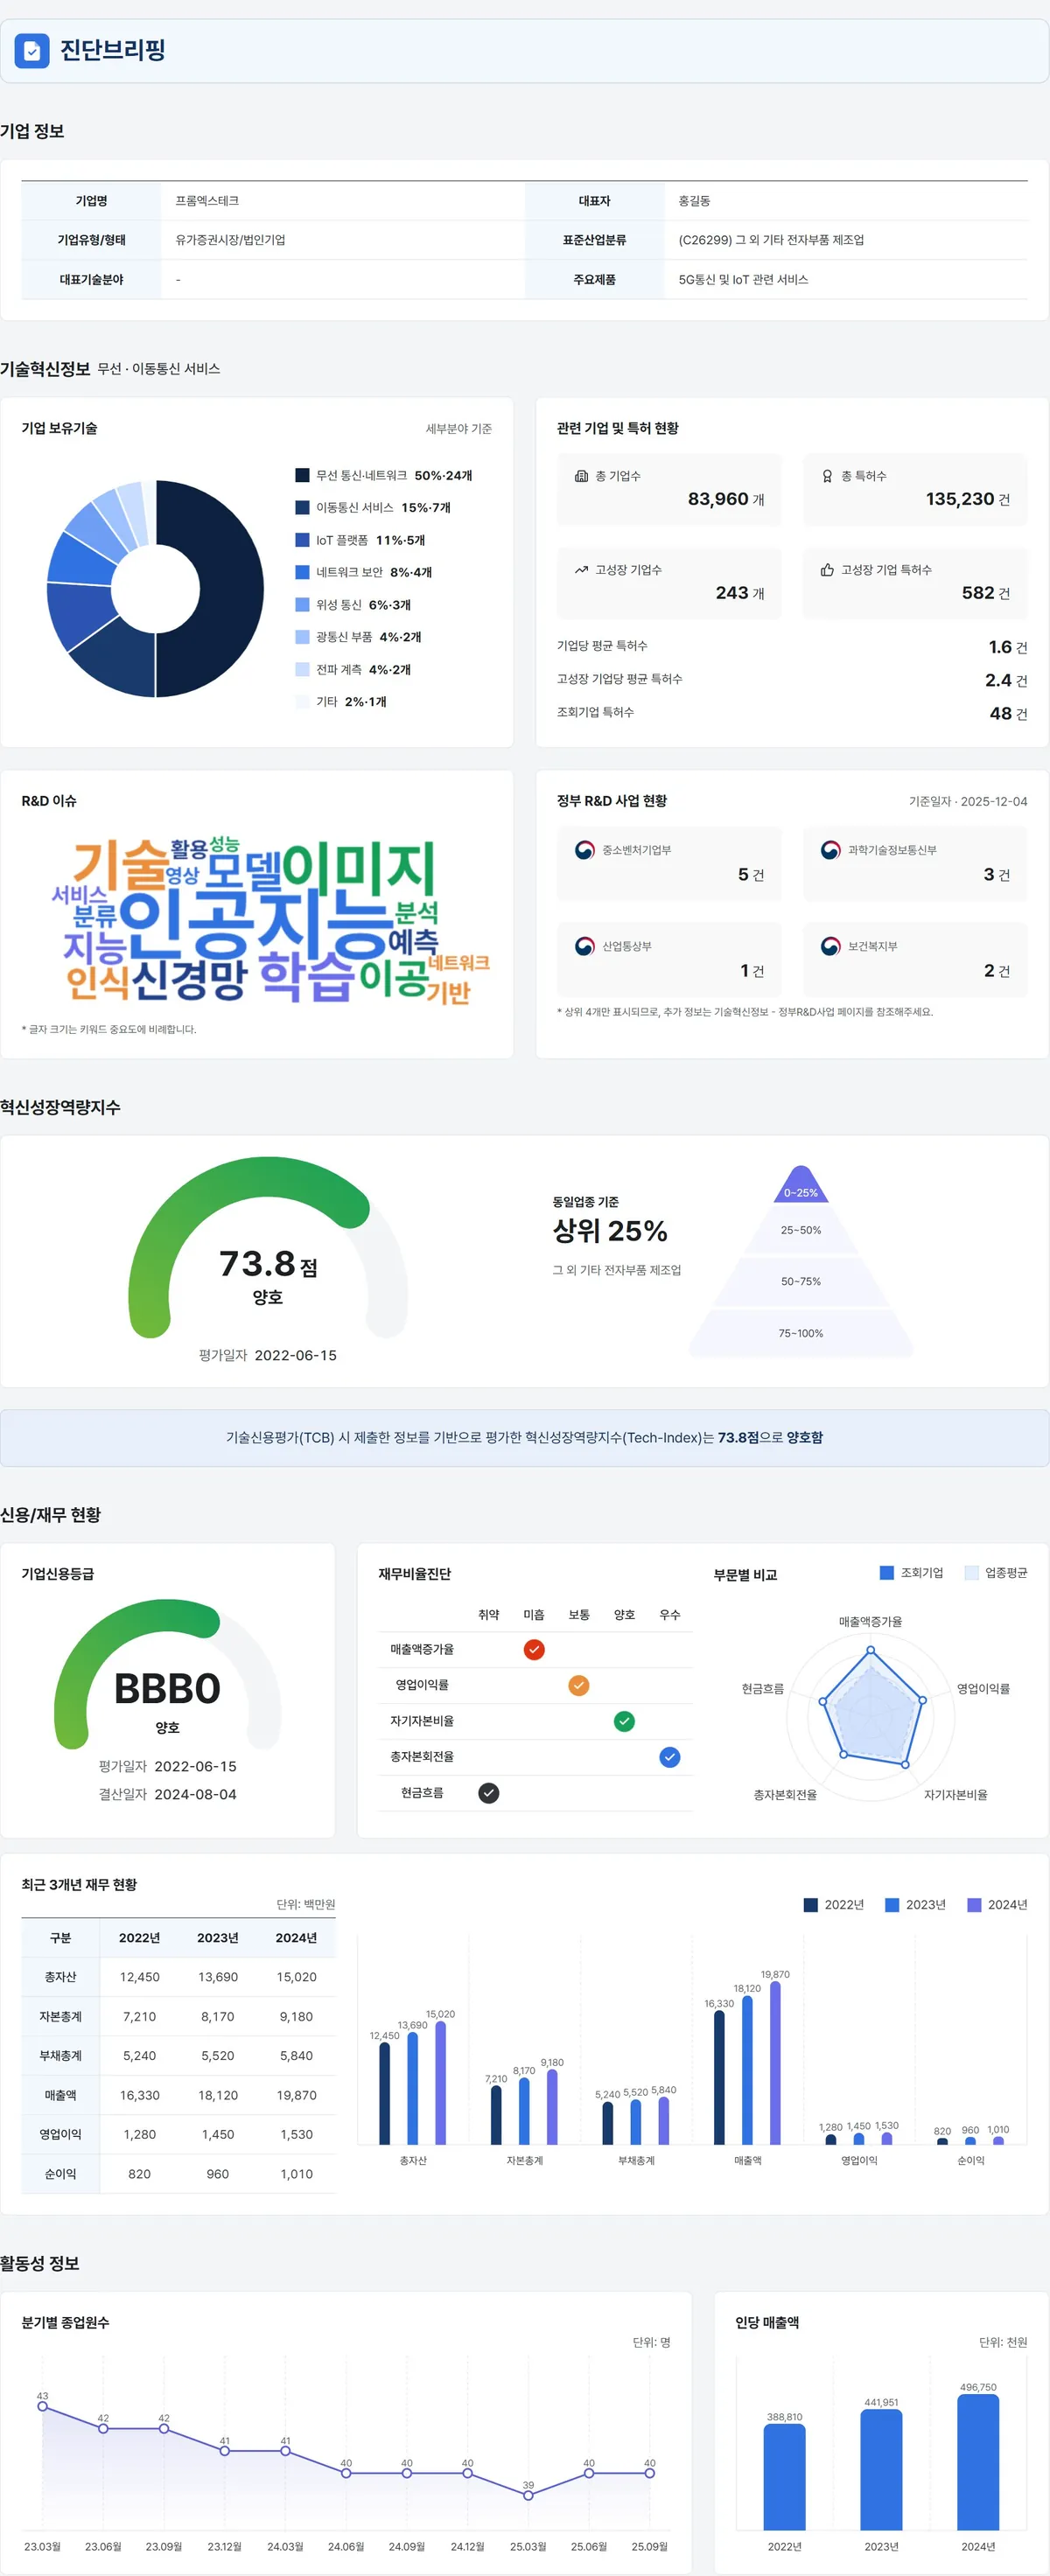 진단브리핑
기업 정보
기업명 프롬엑스테크 대표자 홍길동
기업유형/형태 유가증권시장/법인기업 표준산업분류 (C26299) 그 외 기타 전자부품 제조업
대표기술분야 - 주요제품 5G통신 및 IoT 관련 서비스
기술혁신정보 무선 · 이동통신 서비스
기업 보유기술 세부분야 기준
무선 통신·네트워크 50%·24개
이동통신 서비스 15%·7개
IoT 플랫폼 11%·5개
네트워크 보안 8%·4개
위성 통신 6%·3개
광통신 부품 4%·2개
전파 계측 4%·2개
기타 2%·1개
관련 기업 및 특허 현황
총 기업수
83,960 개
총 특허수
135,230 건
고성장 기업수
243 개
고성장 기업 특허수
582 건
기업당 평균 특허수 1.6 건
고성장 기업당 평균 특허수 2.4 건
조회기업 특허수 48 건
R&D 이슈
기술 활용 성능
영상 모델 이미지
서비스
분류 인공지능 분석
지능 예측
인식 신경망 학습 이공 네트워크
기반
* 글자 크기는 키워드 중요도에 비례합니다.
정부 R&D 사업 현황 기준일자 · 2025-12-04
중소벤처기업부
5 건
과학기술정보통신부
3 건
산업통상부
1 건
보건복지부
2 건
* 상위 4개만 표시되므로, 추가 정보는 기술혁신정보 - 정부R&D사업 페이지를 참조해주세요.
혁신성장역량지수
73.8 점
양호
평가일자 2022-06-15
동일업종 기준
상위 25%
그 외 기타 전자부품 제조업
0~25%
25~50%
50~75%
75~100%
기술신용평가(TCB) 시 제출한 정보를 기반으로 평가한 혁신성장역량지수(Tech-Index)는 73.8점으로 양호함
신용/재무 현황
기업신용등급
BBB0
양호
평가일자 2022-06-15
결산일자 2024-08-04
재무비율진단
취약 미흡 보통 양호 우수
매출액증가율
영업이익률
자기자본비율
총자본회전율
현금흐름
부문별 비교 조회기업 업종평균
매출액증가율
현금흐름 영업이익률
총자본회전율 자기자본비율
최근 3개년 재무 현황
단위: 백만원
구분 2022년 2023년 2024년
총자산 12,450 13,690 15,020
자본총계 7,210 8,170 9,180
부채총계 5,240 5,520 5,840
매출액 16,330 18,120 19,870
영업이익 1,280 1,450 1,530
순이익 820 960 1,010
2022년 2023년 2024년
12,450 13,690 15,020
7,210 8,170 9,180
5,240 5,520 5,840
16,330 18,120 19,870
1,280 1,450 1,530
820 960 1,010
총자산 자본총계 부채총계 매출액 영업이익 순이익
활동성 정보
분기별 종업원수
단위: 명
43 42 42 41 41 40 40 40 39 40 40
23.03월 23.06월 23.09월 23.12월 24.03월 24.06월 24.09월 24.12월 25.03월 25.06월 25.09월
인당 매출액
단위: 천원
388,810 441,951 496,750
2022년 2023년 2024년